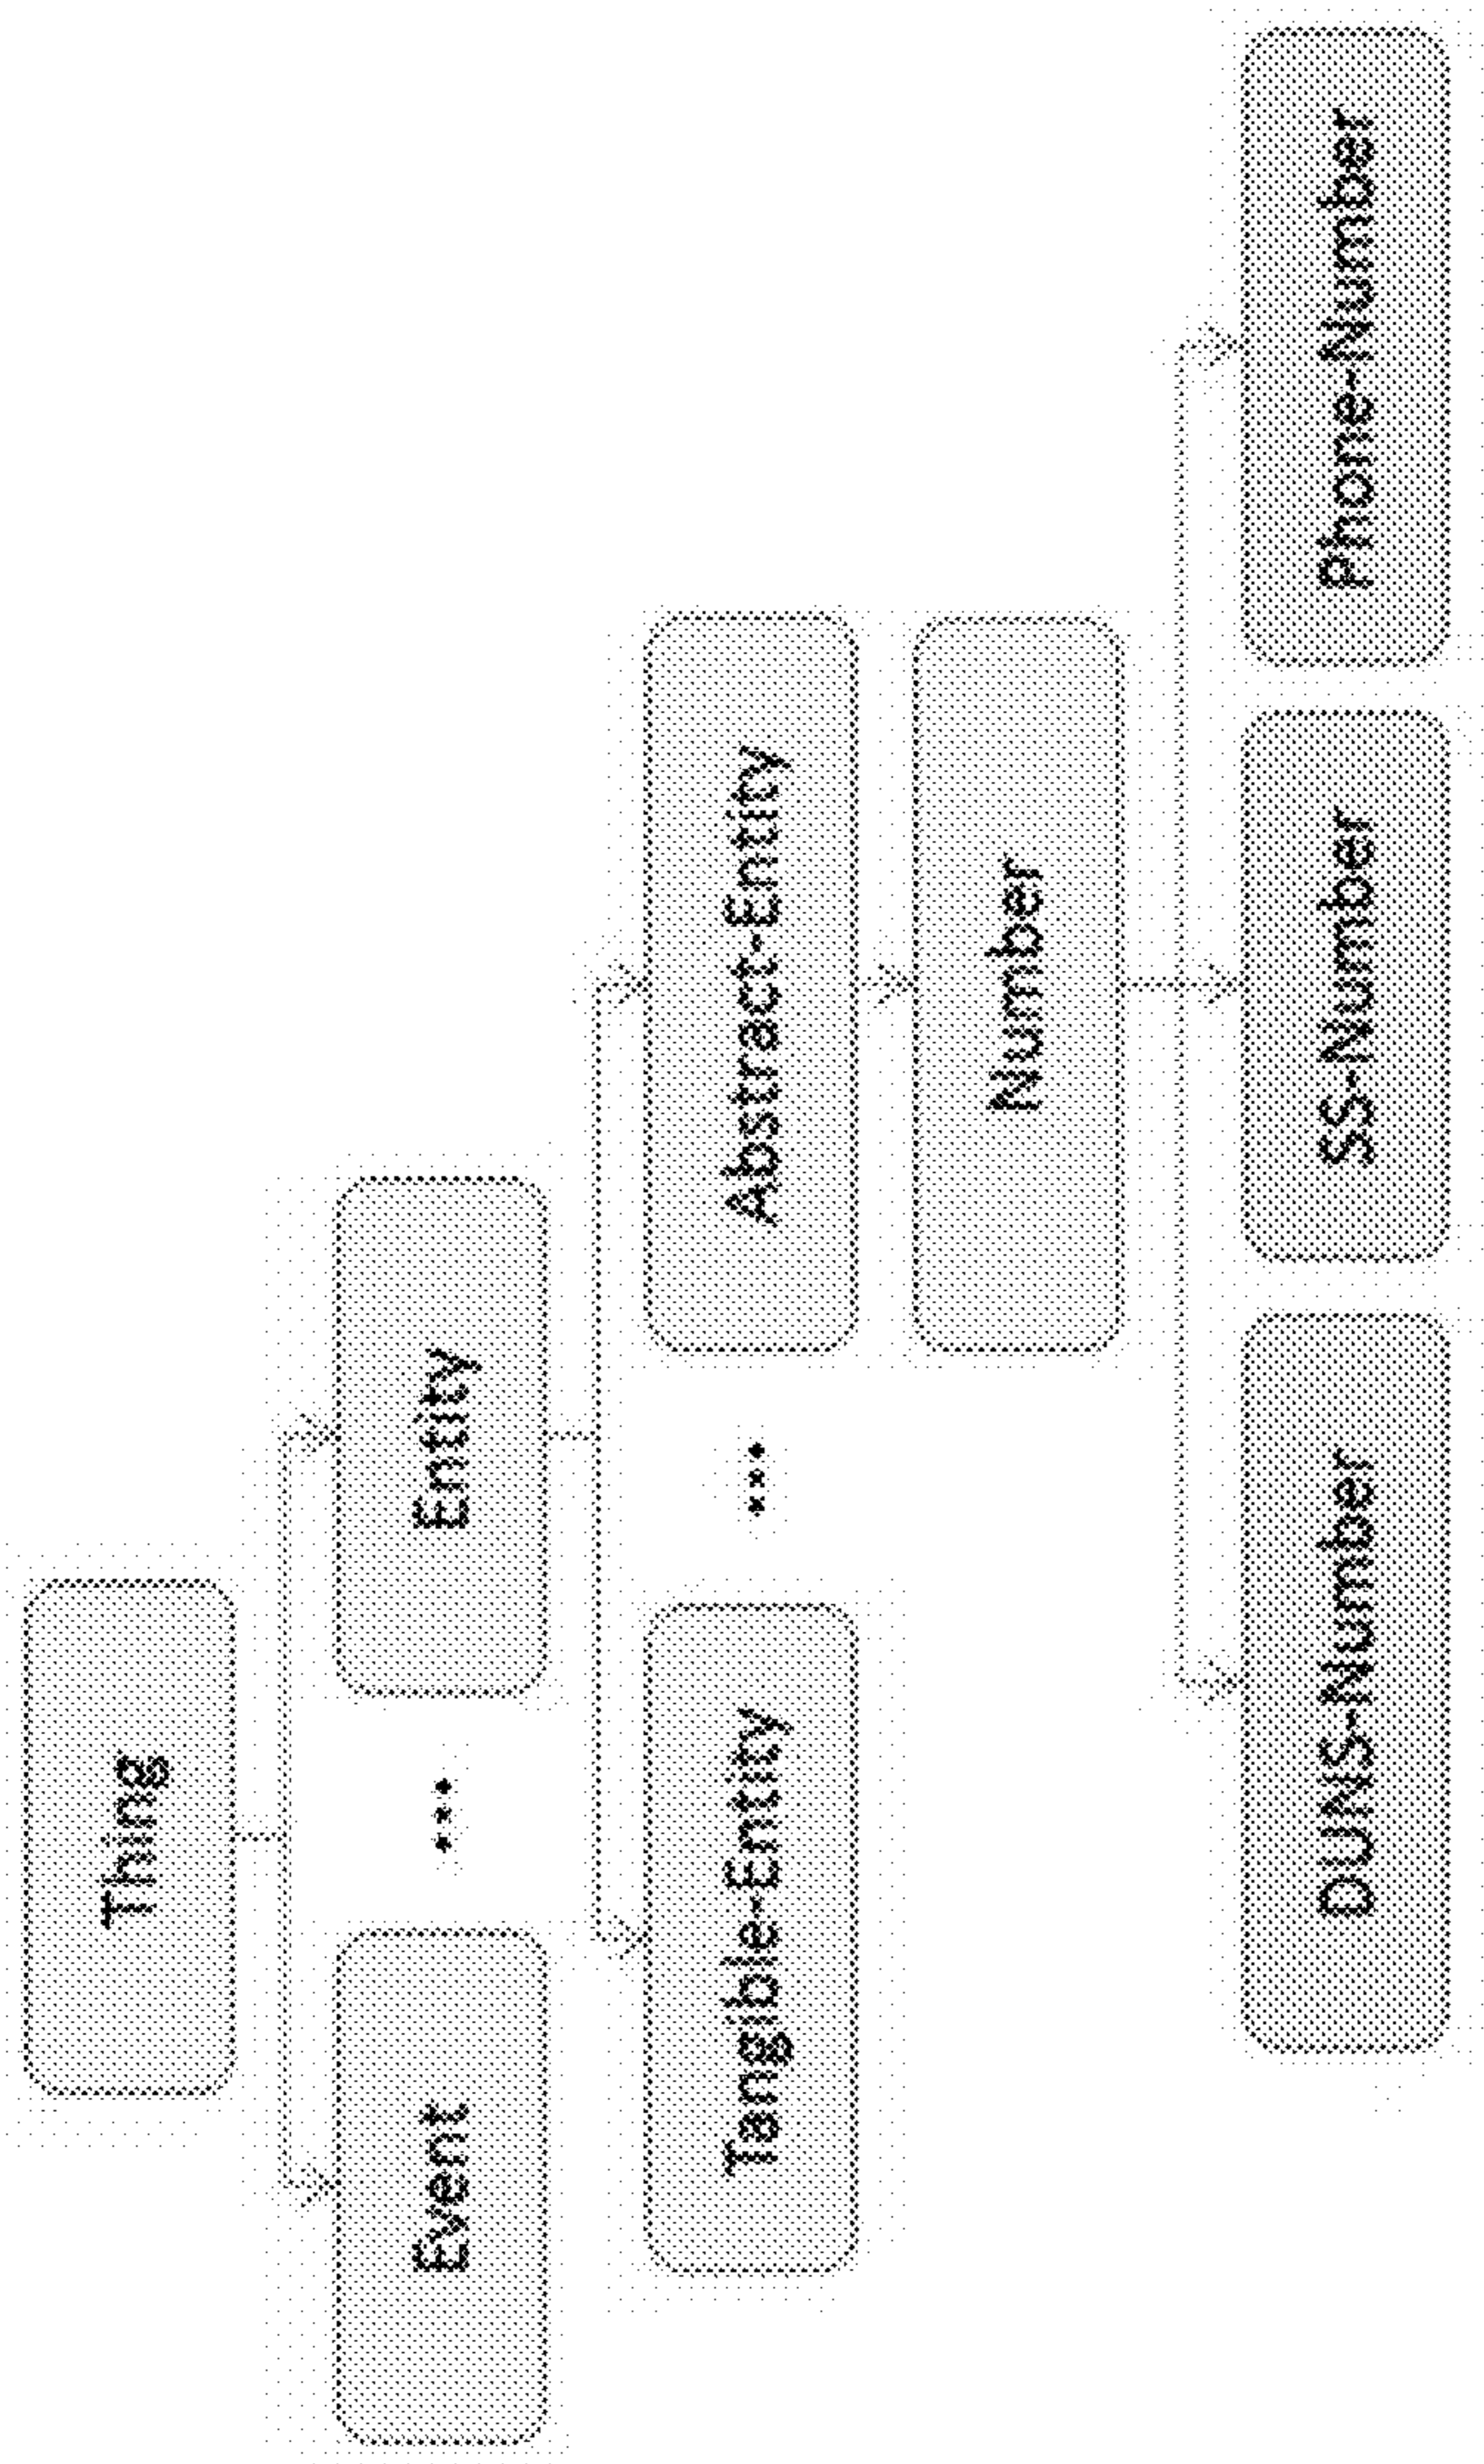 Thing
Event
...
Entity
Tangible-Entity
...
Abstract-Entity
Number
DUNS-Number
SS-Number
Phone-Number